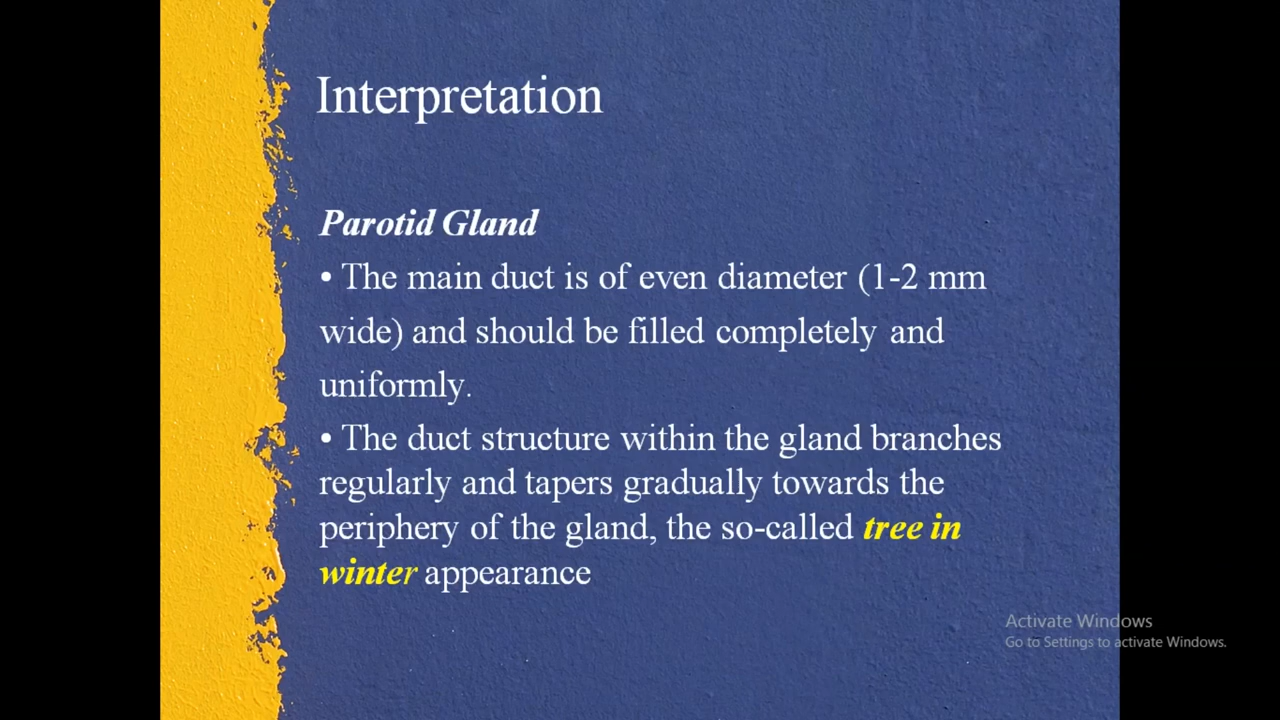 Interpretation
Parotid Gland
• The main duct is of even diameter (1-2 mm
wide) and should be filled completely and
uniformly.
• The duct structure within the gland branches
regularly and tapers gradually towards the
periphery of the gland, the so-called tree in
winter appearance
Activate Windows
Go to Settings to activate Windows.